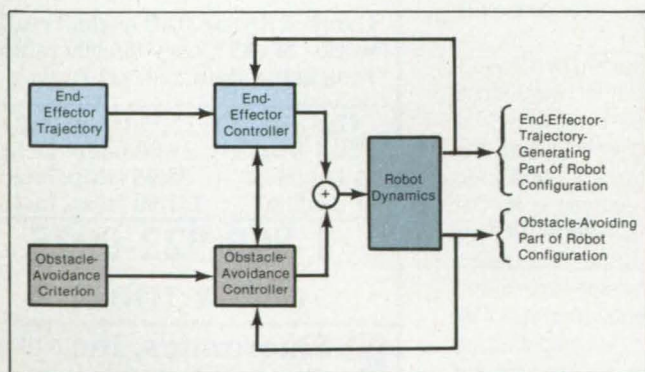 End-
Effector
Trajectory
End-
Effector
Controller
+
Robot
Dynamics
End-Effector-
Trajectory-
Generating
Part of Robot
Configuration
Obstacle-Avoiding
Part of Robot
Configuration
Obstacle-
Avoidance
Criterion
Obstacle-
Avoidance
Controller